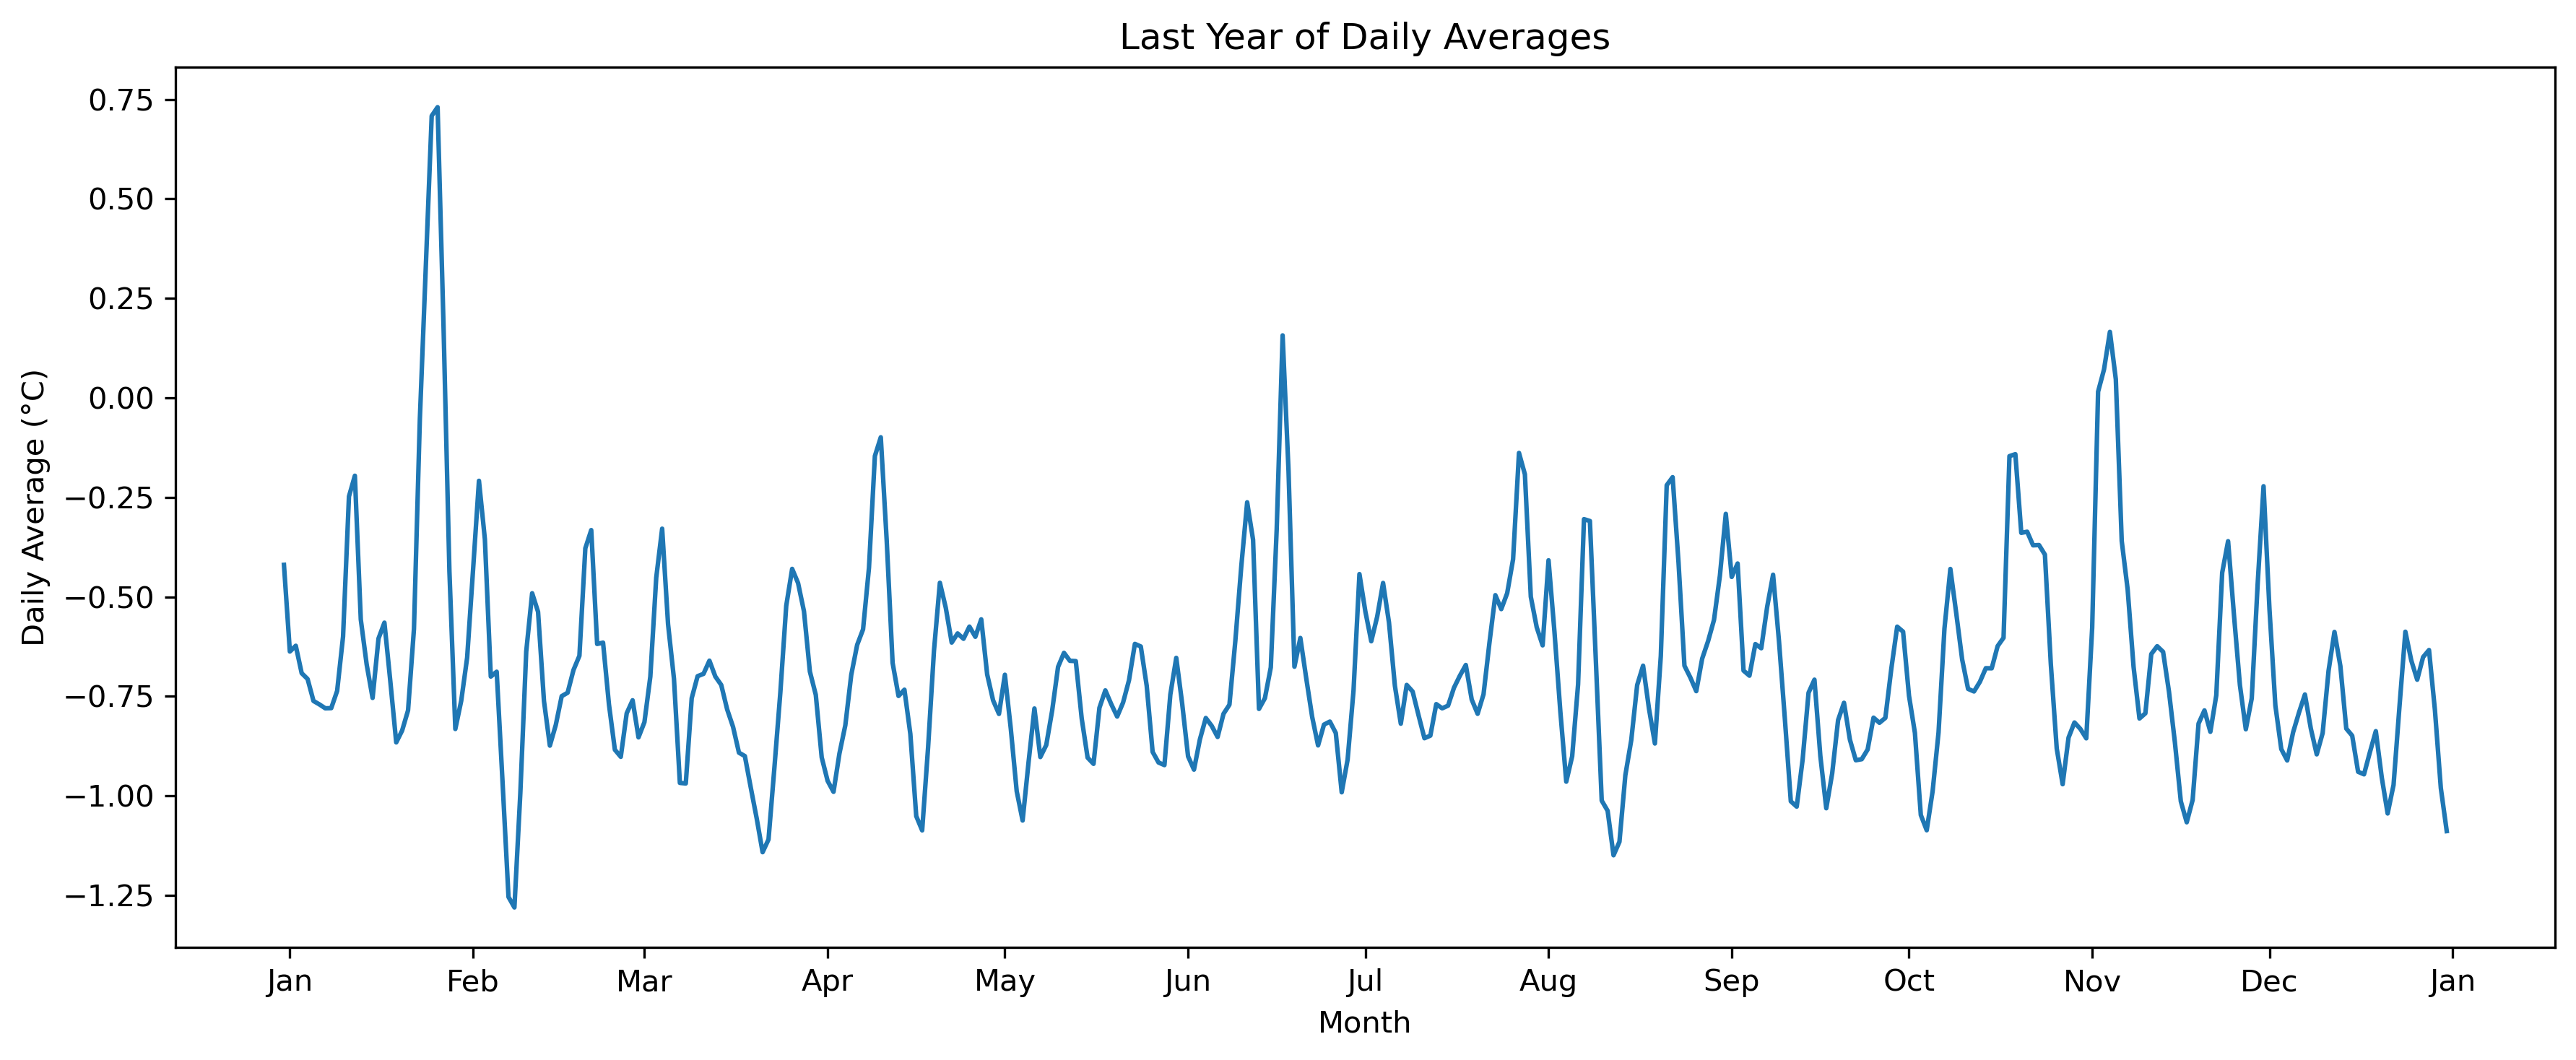 Last Year of Daily Averages
Daily Average (°C)
0.75
0.50
0.25
0.00
−0.25
−0.50
−0.75
−1.00
−1.25
Jan Feb Mar Apr May Jun Jul Aug Sep Oct Nov Dec Jan
Month